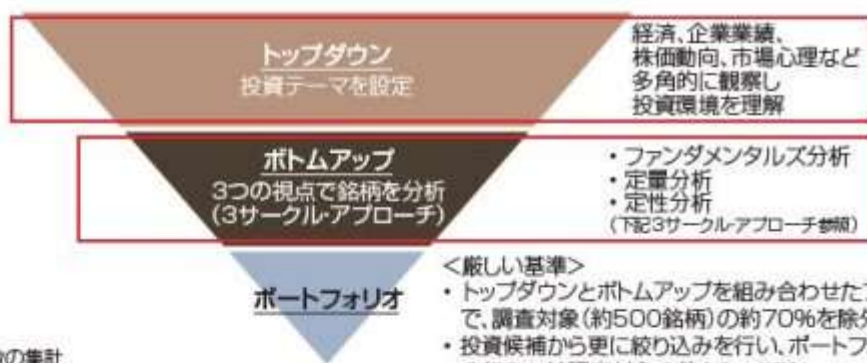 トップダウン
投資テーマを設定
経済、企業業績、
株価動向、市場心理など
多角的に観察し
投資環境を理解
ボトムアップ
3つの視点で銘柄を分析
(3サークル・アプローチ)
・ファンダメンタルズ分析
・定量分析
・定性分析
(下記3サークル・アプローチ参照)
ポートフォリオ
<厳しい基準>
・トップダウンとボトムアップを組み合わせた
で、調査対象(約500銘柄)の約70%を除
・投資候補から更に絞り込みを行い、ポートフ
の集計